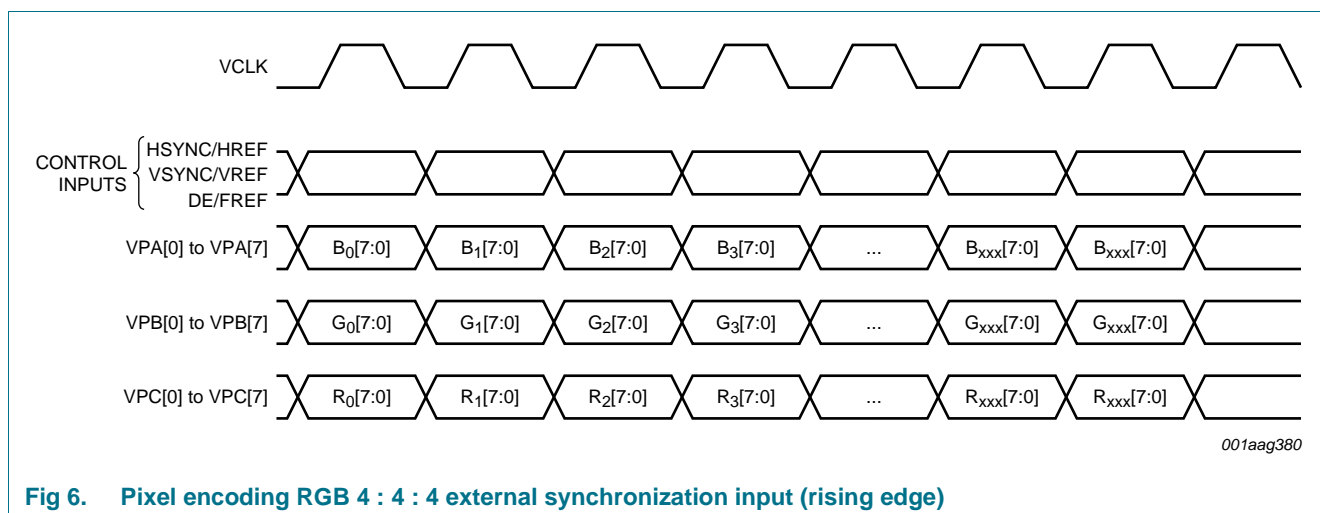 VCLK
CONTROL INPUTS
HSYNC/HREF
VSYNC/VREF
DE/FREF
VPA[0] to VPA[7] B0[7:0] B1[7:0] B2[7:0] B3[7:0] ... Bxxx[7:0] Bxxx[7:0]
VPB[0] to VPB[7] G0[7:0] G1[7:0] G2[7:0] G3[7:0] ... Gxxx[7:0] Gxxx[7:0]
VPC[0] to VPC[7] R0[7:0] R1[7:0] R2[7:0] R3[7:0] ... Rxxx[7:0] Rxxx[7:0]
001aag380
Fig 6. Pixel encoding RGB 4 : 4 : 4 external synchronization input (rising edge)